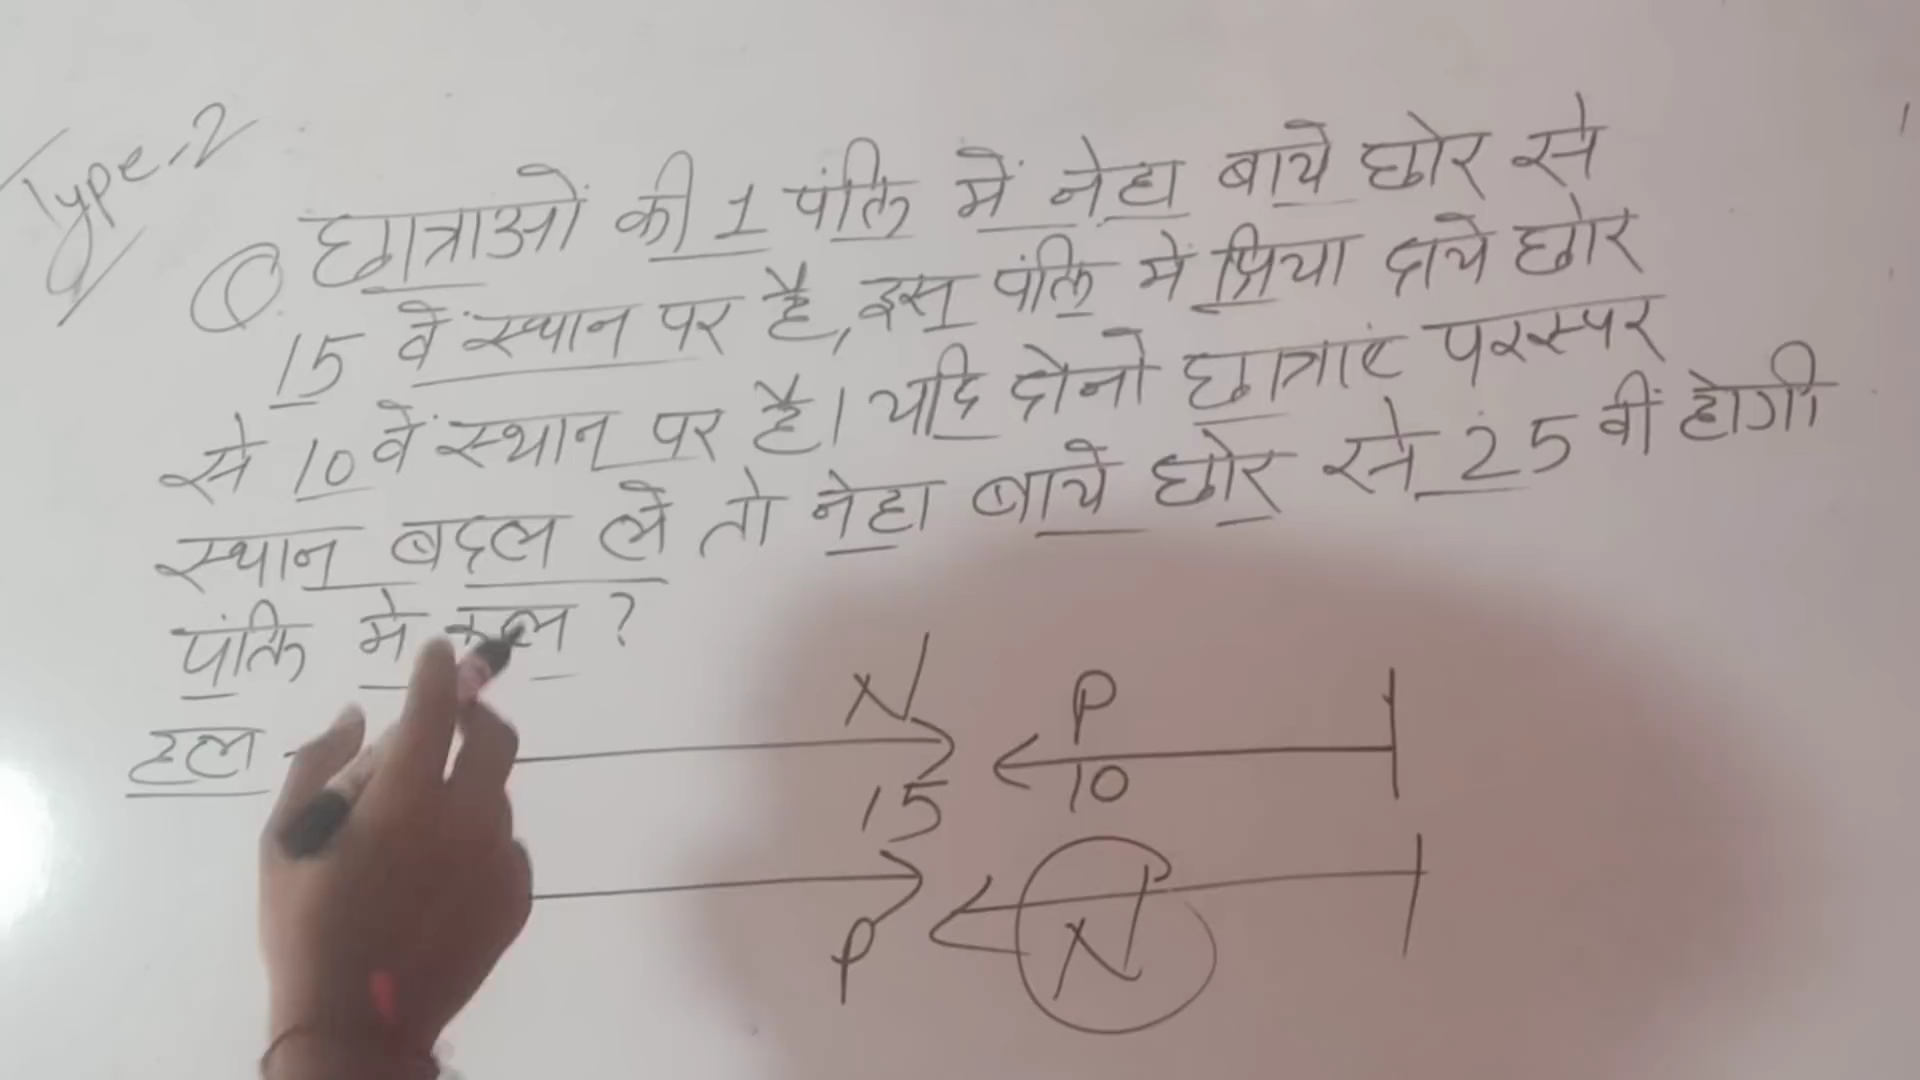 Type-2
Q छात्राओं की 1 पंक्ति में नेहा बाये छोर से
15 वें स्थान पर है, इस पंक्ति मे प्रिया दाये छोर
से 10 वें स्थान पर है। यदि दोनो छात्राएं परस्पर
स्थान बदल ले तो नेहा बाये छोर से 25 वीं होगी
पंक्ति मे कुल ?
हल -
N P
15 10
P N